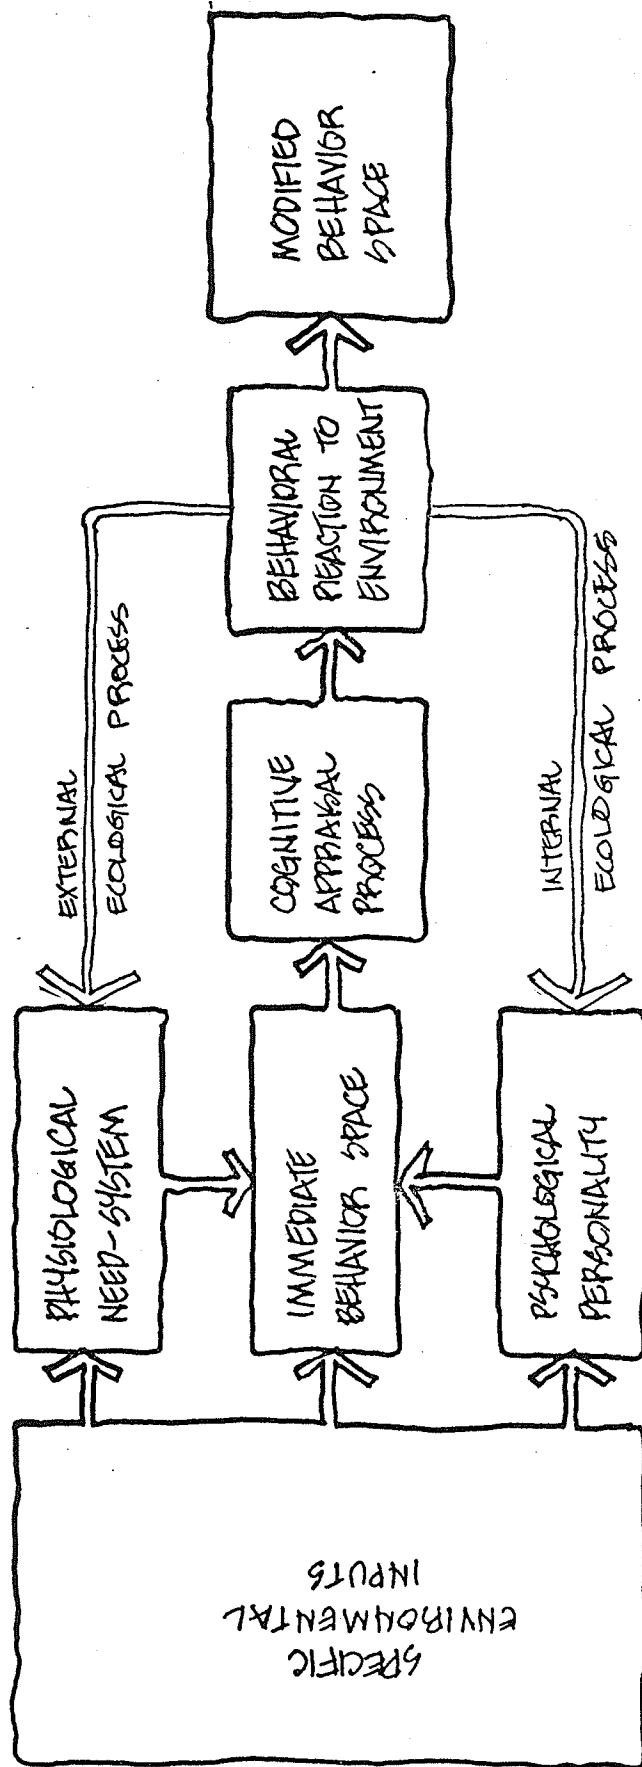 SPECIFIC
ENVIRONMENTAL
INPUTS
PHYSIOLOGICAL
NEED-SYSTEM
IMMEDIATE
BEHAVIOR SPACE
PSYCHOLOGICAL
PERSONALITY
EXTERNAL
ECOLOGICAL PROCESS
COGNITIVE
APPRAISAL
PROCESS
INTERNAL
ECOLOGICAL PROCESS
BEHAVIORAL
REACTION TO
ENVIRONMENT
MODIFIED
BEHAVIOR
SPACE